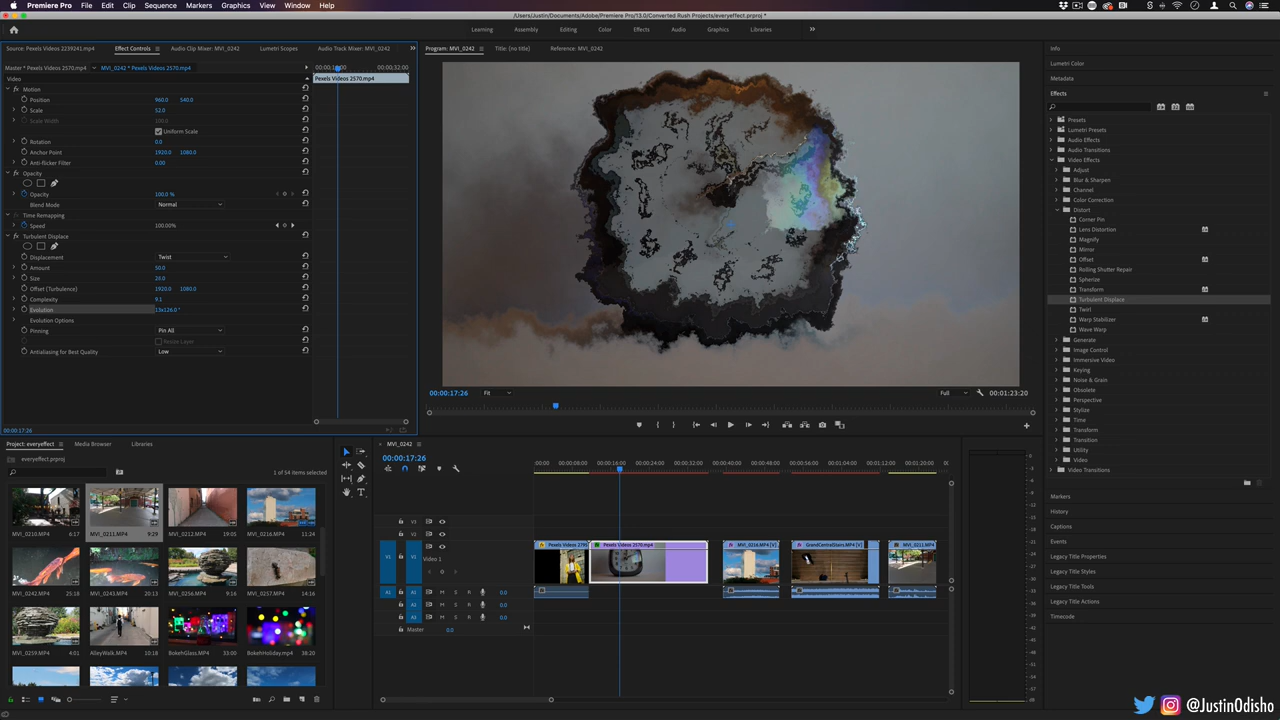 Premiere Pro File Edit Clip Sequence Markers Graphics View Window Help
/Users/Justin/Documents/Adobe/Premiere Pro/13.0/Converted Rush Projects/everyeffect.prproj *
Learning Assembly Editing Color Effects Audio Graphics Libraries
Source: Pexels Videos 2239241.mp4 Effect Controls Audio Clip Mixer: MVI_0242 Lumetri Scopes Audio Track Mixer: MVI_0242
Master * Pexels Videos 2570.mp4 MVI_0242 * Pexels Videos 2570.mp4
00:00:32:00
Video
Pexels Videos 2570.mp4
Motion
Position 960.0 540.0
Scale 52.0
Scale Width 100.0
Uniform Scale
Rotation 0.0
Anchor Point 1920.0 1080.0
Anti-flicker Filter 0.00
Opacity
Opacity 100.0 %
Blend Mode Normal
Time Remapping
Speed 100.00%
Turbulent Displace
Displacement Twist
Amount 50.0
Size 26.0
Offset (Turbulence) 1920.0 1080.0
Complexity 9.1
Evolution 13x126.0 °
Evolution Options
Pinning Pin All
Resize Layer
Antialiasing for Best Quality Low
00:00:17:26
Program: MVI_0242 Title: (no title) Reference: MVI_0242
00:00:17:26 Fit Full 00:01:23:20
Info
Lumetri Color
Metadata
Effects
Presets
Lumetri Presets
Audio Effects
Audio Transitions
Video Effects
Adjust
Blur & Sharpen
Channel
Color Correction
Distort
Corner Pin
Lens Distortion
Magnify
Mirror
Offset
Rolling Shutter Repair
Spherize
Transform
Turbulent Displace
Twirl
Warp Stabilizer
Wave Warp
Generate
Image Control
Immersive Video
Keying
Noise & Grain
Obsolete
Perspective
Stylize
Time
Transform
Transition
Utility
Video
Video Transitions
Markers
History
Captions
Events
Legacy Title Properties
Legacy Title Styles
Legacy Title Tools
Legacy Title Actions
Timecode
Project: everyeffect Media Browser Libraries
everyeffect.prproj
1 of 54 items selected
MVI_0210.MP4 6:17 MVI_0211.MP4 9:29 MVI_0212.MP4 7:12 MVI_0216.MP4 11:24
MVI_0242.MP4 25:18 MVI_0243.MP4 20:13 MVI_0256.MP4 9:17 MVI_0257.MP4 14:27
MVI_0259.MP4 4:01 AlleyWalk.MP4 10:18 BokehGlass.MP4 33:00 BokehHoliday.mp4 38:20
MVI_0242
00:00:17:26
:00:00 00:00:08:00 00:00:16:00 00:00:24:00 00:00:32:00 00:00:40:00 00:00:48:00 00:00:56:00 00:01:04:00 00:01:12:00 00:01:20:00
V3
V2
V1 V1 Video 1
Pexels Videos 2795 Pexels Videos 2570.mp4 MVI_0216.MP4 [V] GrandCentralStairs.MP4 [V] MVI_0211.MP4
A1 A1 M S R 0.0
A2 M S R 0.0
A3 M S R 0.0
Master 0.0
@JustinOdisho